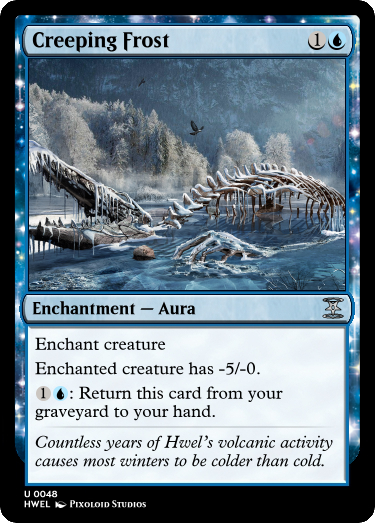 Creeping Frost 1
Enchantment — Aura
Enchant creature
Enchanted creature has -5/-0.
1 : Return this card from your
graveyard to your hand.
Countless years of Hwel's volcanic activity
causes most winters to be colder than cold.
U 0048
HWEL Pixoloid Studios